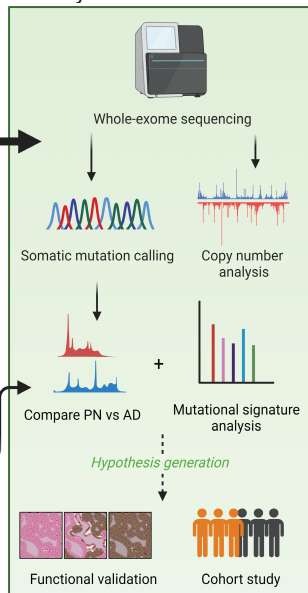 Whole-exome sequencing
Somatic mutation calling
Copy number
analysis
+
Compare PN vs AD
Mutational signature
analysis
Hypothesis generation
Functional validation
Cohort study